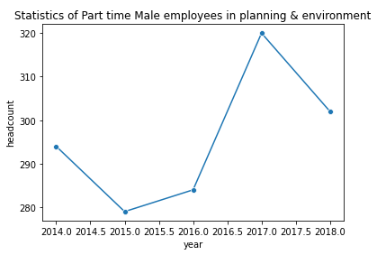 Statistics of Part time Male employees in planning & environment
320
310
300
290
280
headcount
2014.0 2014.5 2015.0 2015.5 2016.0 2016.5 2017.0 2017.5 2018.0
year